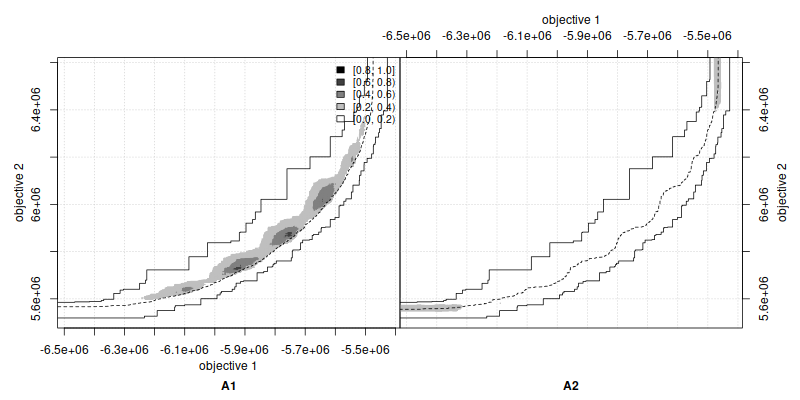 objective 1
-6.5e+06 -6.3e+06 -6.1e+06 -5.9e+06 -5.7e+06 -5.5e+06
[0.8, 1.0]
[0.6, 0.8)
[0.4, 0.6)
[0.2, 0.4)
[0.0, 0.2)
objective 2
5.6e+06 6e+06 6.4e+06
5.6e+06 6e+06 6.4e+06
objective 2
-6.5e+06 -6.3e+06 -6.1e+06 -5.9e+06 -5.7e+06 -5.5e+06
objective 1
A1 A2